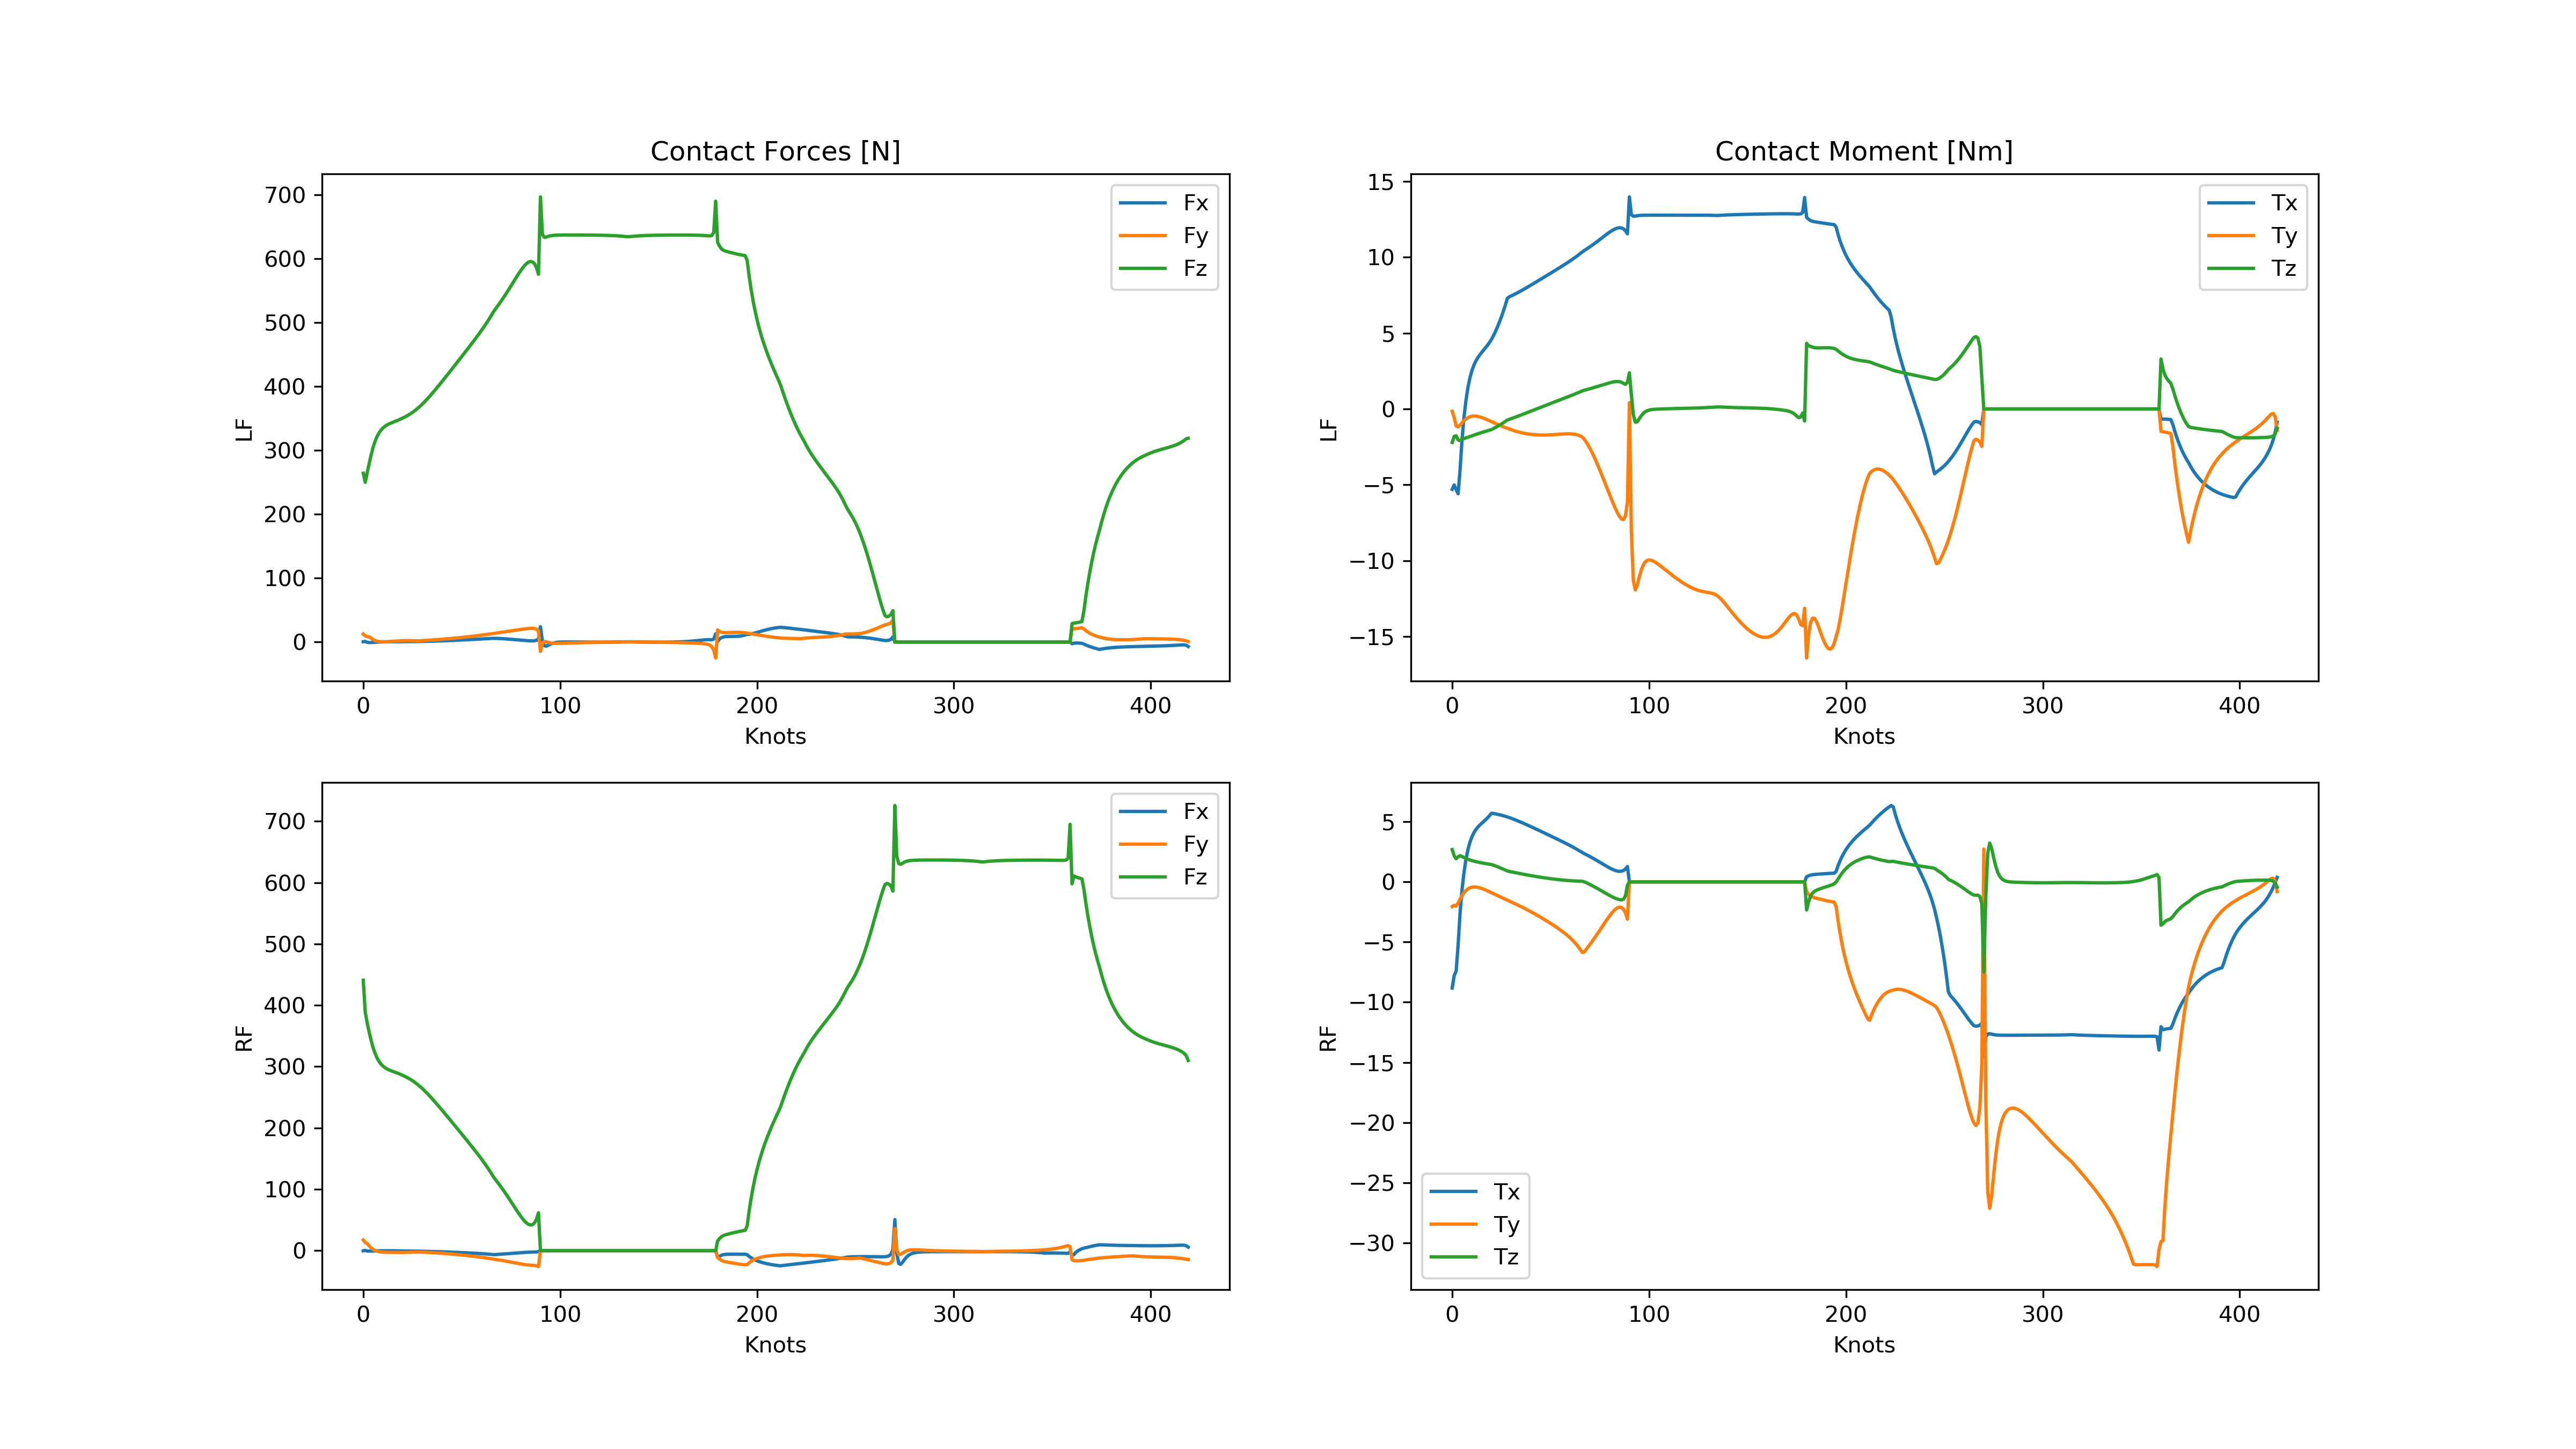 Contact Forces [N]
700
600
500
400
300
200
100
0
LF
Fx
Fy
Fz
0 100 200 300 400
Knots
Contact Moment [Nm]
15
10
5
0
−5
−10
−15
LF
Tx
Ty
Tz
0 100 200 300 400
Knots
700
600
500
400
300
200
100
0
RF
Fx
Fy
Fz
0 100 200 300 400
Knots
5
0
−5
−10
−15
−20
−25
−30
RF
Tx
Ty
Tz
0 100 200 300 400
Knots